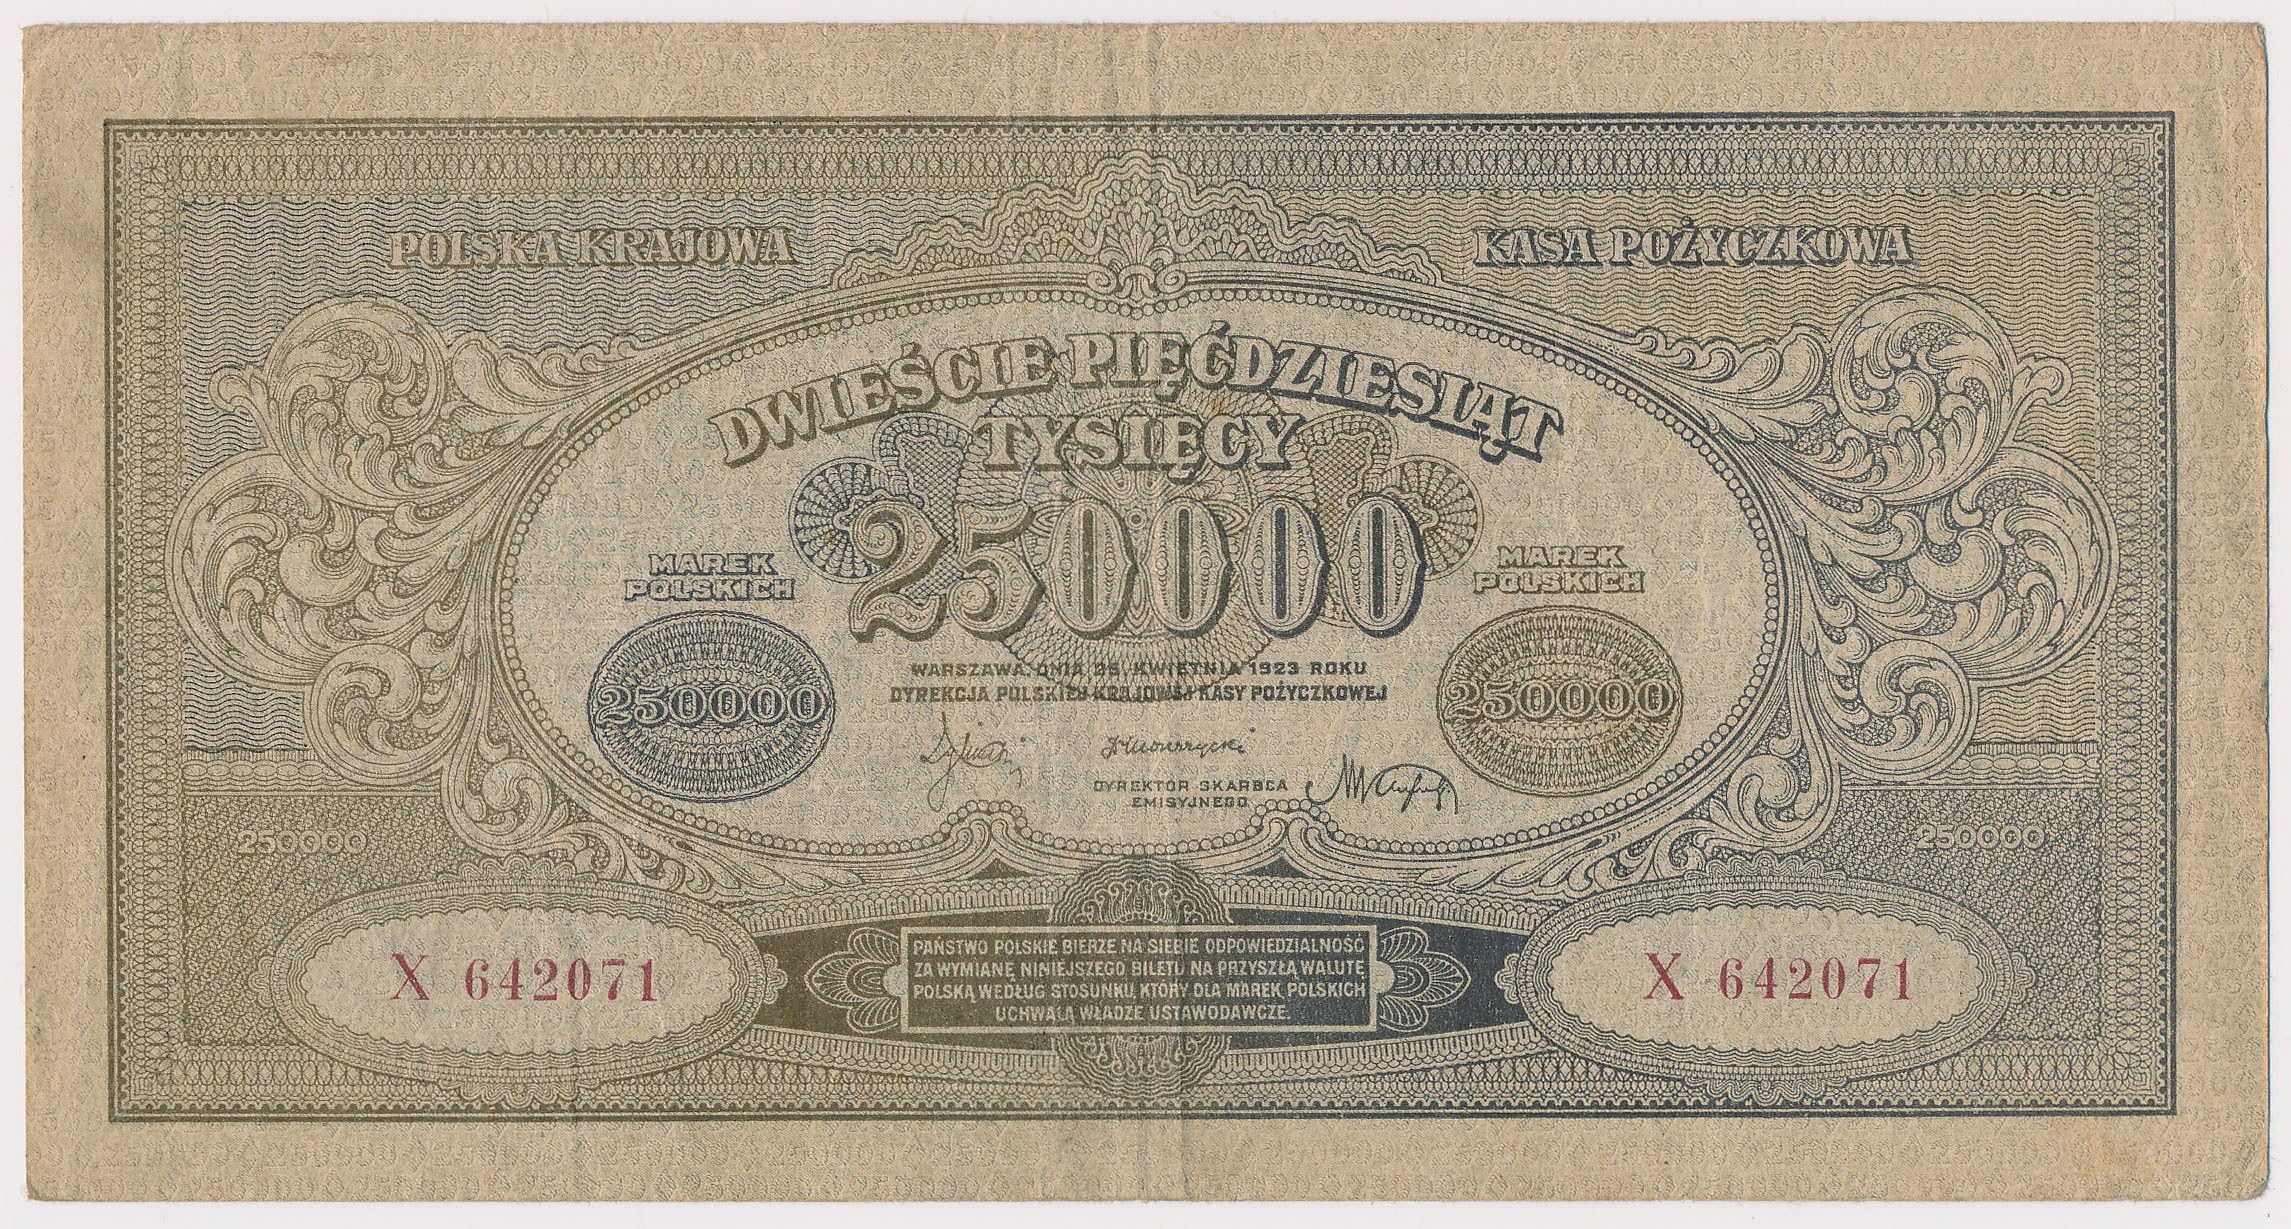 POLSKA KRAJOWA
KASA POŻYCZKOWA
DWIEŚCIE PIĘĆDZIESIĄT
TYSIĘCY
250000
MAREK
POLSKICH
250000
MAREK
POLSKICH
250000
WARSZAWA, DNIA 25. KWIETNIA 1923 ROKU
DYREKCJA POLSKIEJ KRAJOWEJ KASY POŻYCZKOWEJ
DYREKTOR SKARBCA
EMISYJNEGO
250000
250000
X 642071
PAŃSTWO POLSKIE BIERZE NA SIEBIE ODPOWIEDZIALNOŚĆ
ZA WYMIANĘ NINIEJSZEGO BILETU NA PRZYSZŁĄ WALUTĘ
POLSKĄ WEDŁUG STOSUNKU, KTÓRY DLA MAREK POLSKICH
UCHWALĄ WŁADZE USTAWODAWCZE.
X 642071